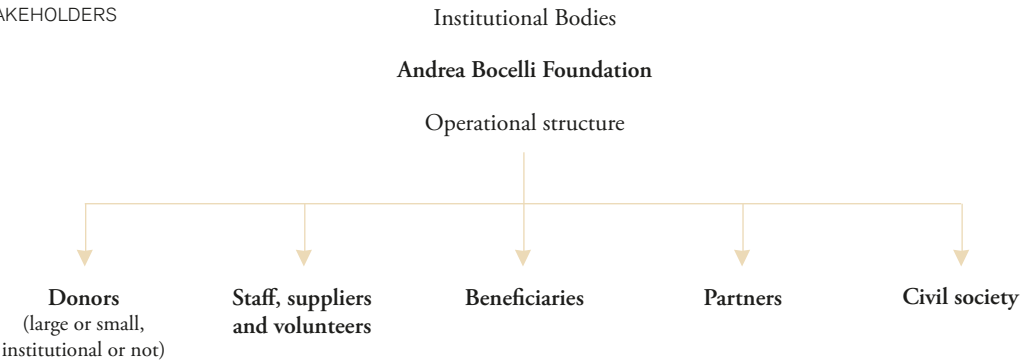 AKEHOLDERS
Institutional Bodies
Andrea Bocelli Foundation
Operational structure
Donors
(large or small,
institutional or not)
Staff, suppliers
and volunteers
Beneficiaries
Partners
Civil society